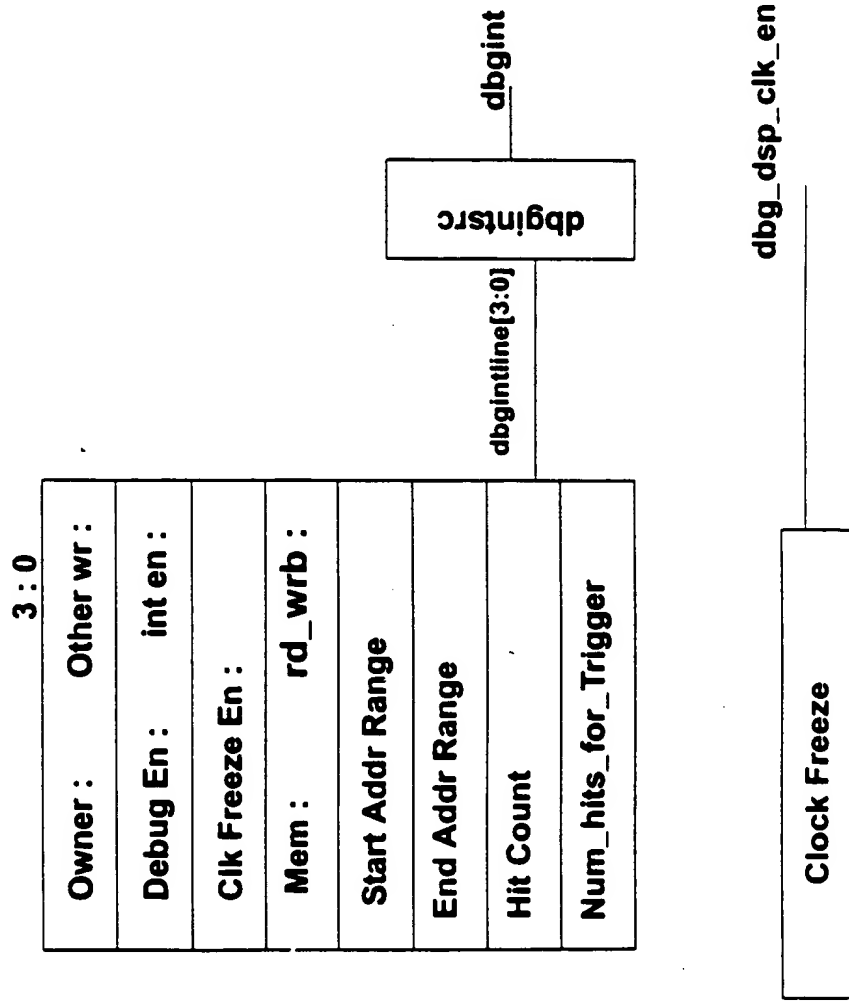 3 : 0
Owner : Other wr :
Debug En : int en :
Clk Freeze En :
Mem : rd_wrb :
Start Addr Range
End Addr Range
Hit Count
Num_hits_for_Trigger
dbgintline[3:0]
dbgintsrc
dbgint
Clock Freeze
dbg_dsp_clk_en